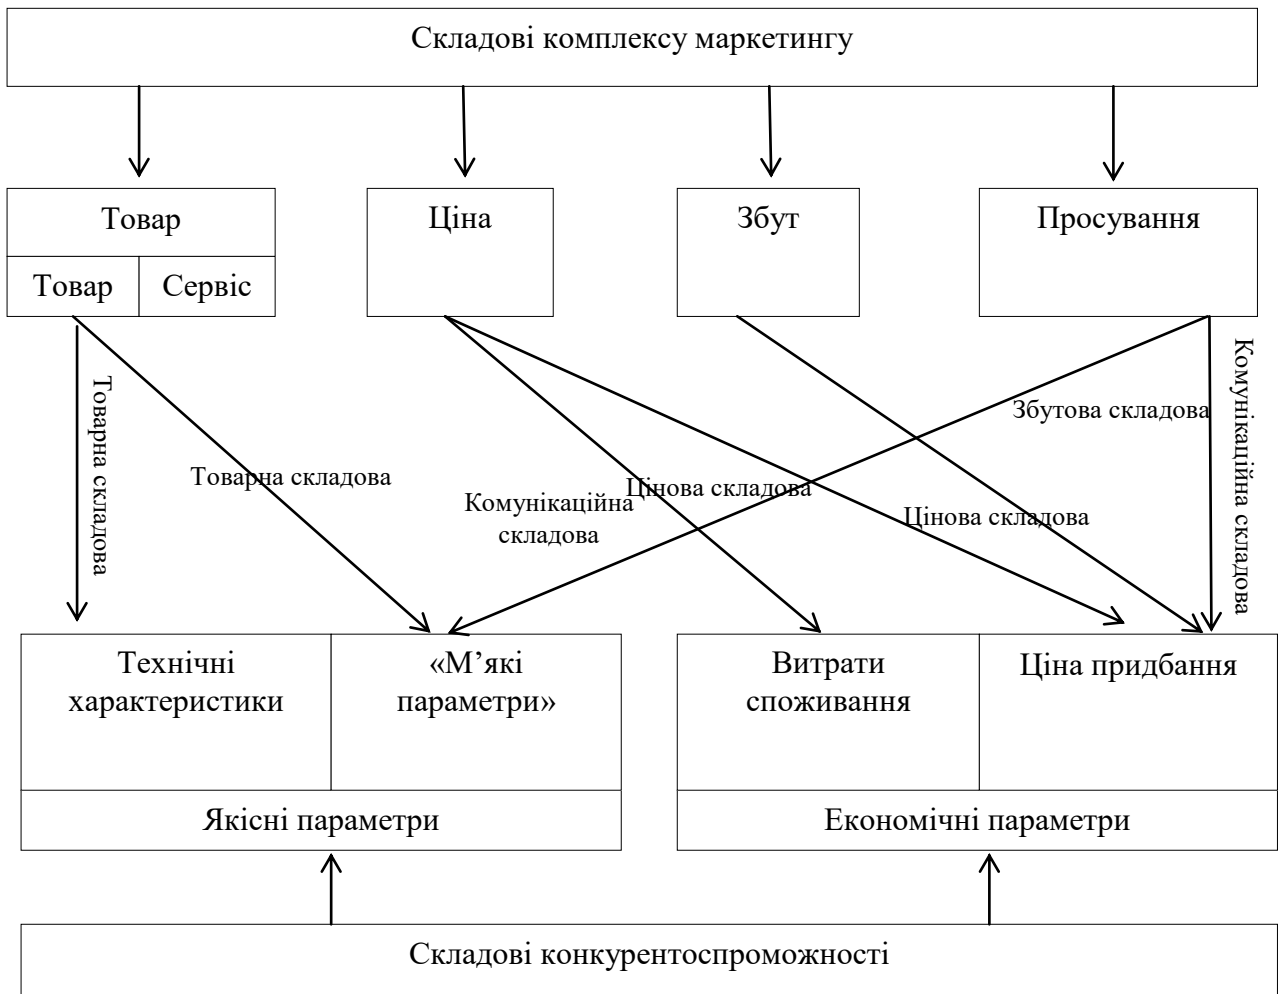 Складові комплексу маркетингу
Товар
Ціна
Збут
Просування
Товар
Сервіс
Товарна складова
Комунікаційна складова
Збутова складова
Товарна складова
Цінова складова
Комунікаційна
складова
Цінова складова
Технічні
характеристики
«М’які
параметри»
Витрати
споживання
Ціна придбання
Якісні параметри
Економічні параметри
Складові конкурентоспроможності